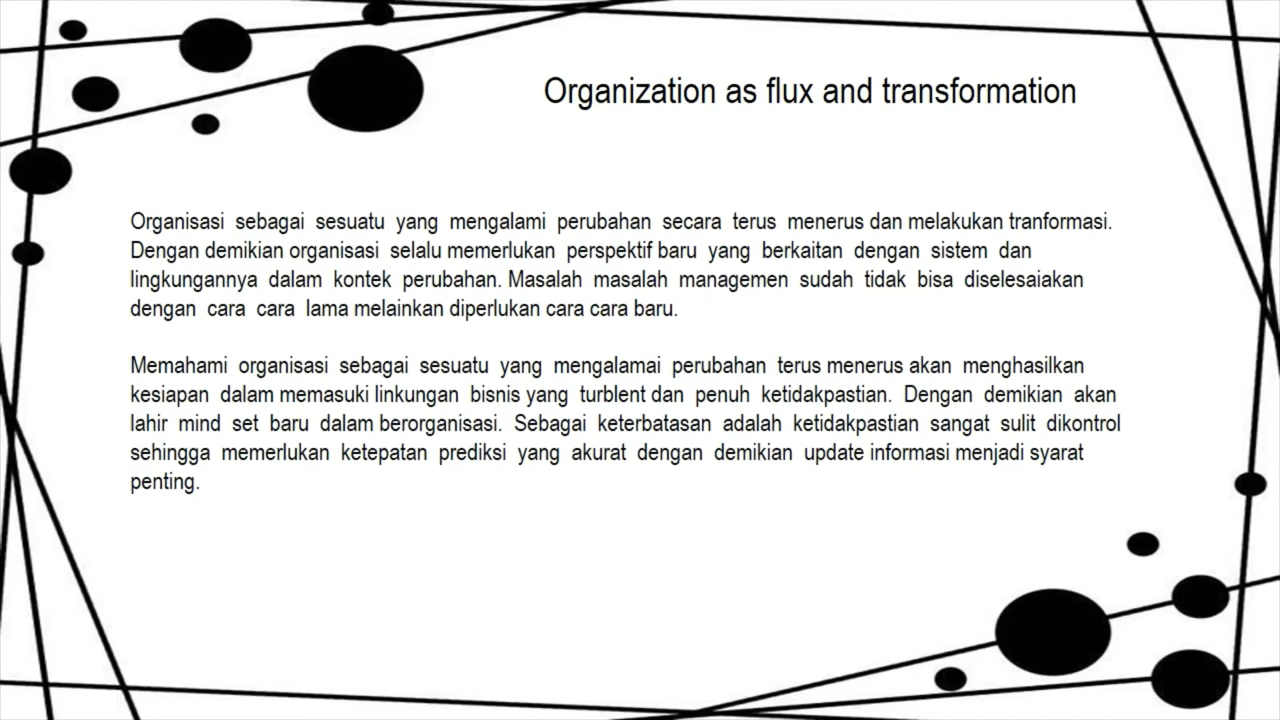 Organization as flux and transformation
Organisasi sebagai sesuatu yang mengalami perubahan secara terus menerus dan melakukan tranformasi.
Dengan demikian organisasi selalu memerlukan perspektif baru yang berkaitan dengan sistem dan
lingkungannya dalam kontek perubahan. Masalah masalah managemen sudah tidak bisa diselesaiakan
dengan cara cara lama melainkan diperlukan cara cara baru.
Memahami organisasi sebagai sesuatu yang mengalamai perubahan terus menerus akan menghasilkan
kesiapan dalam memasuki linkungan bisnis yang turblent dan penuh ketidakpastian. Dengan demikian akan
lahir mind set baru dalam berorganisasi. Sebagai keterbatasan adalah ketidakpastian sangat sulit dikontrol
sehingga memerlukan ketepatan prediksi yang akurat dengan demikian update informasi menjadi syarat
penting.